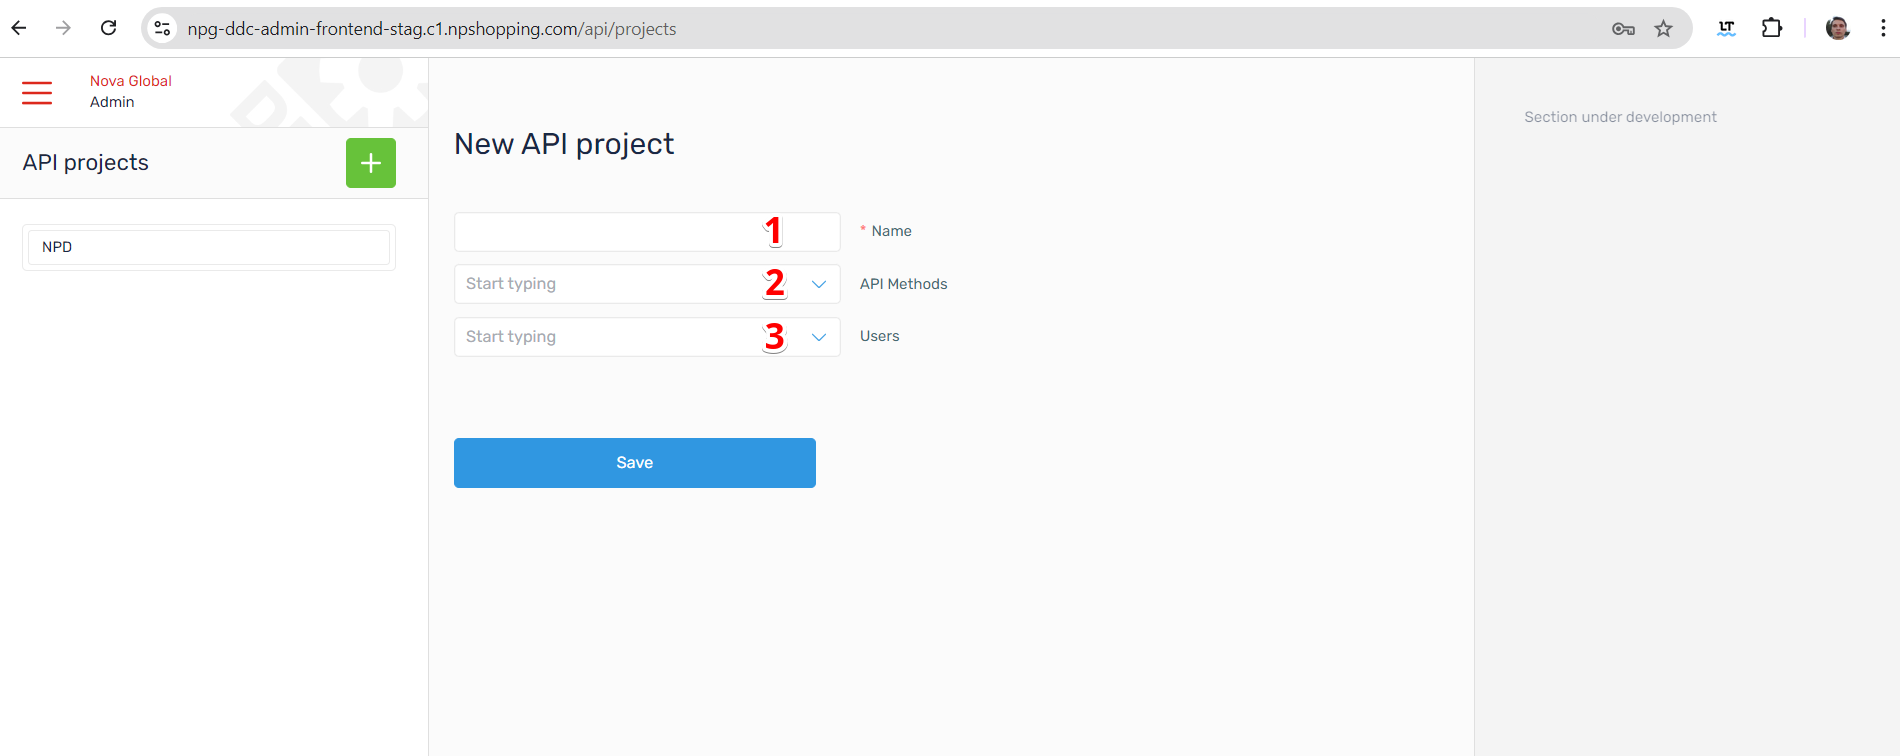 npg-ddc-admin-frontend-stag.c1.npshopping.com/api/projects
LT
Nova Global
Admin
API projects
NPD
New API project
1
* Name
Start typing
2
API Methods
Start typing
3
Users
Save
Section under development